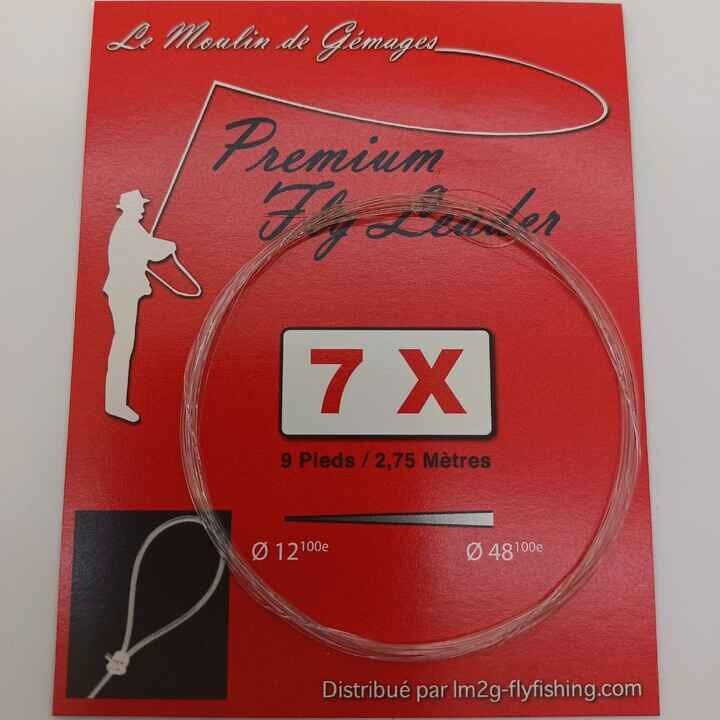 Le Moulin de Gémages
Premium
Fly Leader
7 X
9 Pieds / 2,75 Mètres
Ø 12100e Ø 48100e
Distribué par lm2g-flyfishing.com